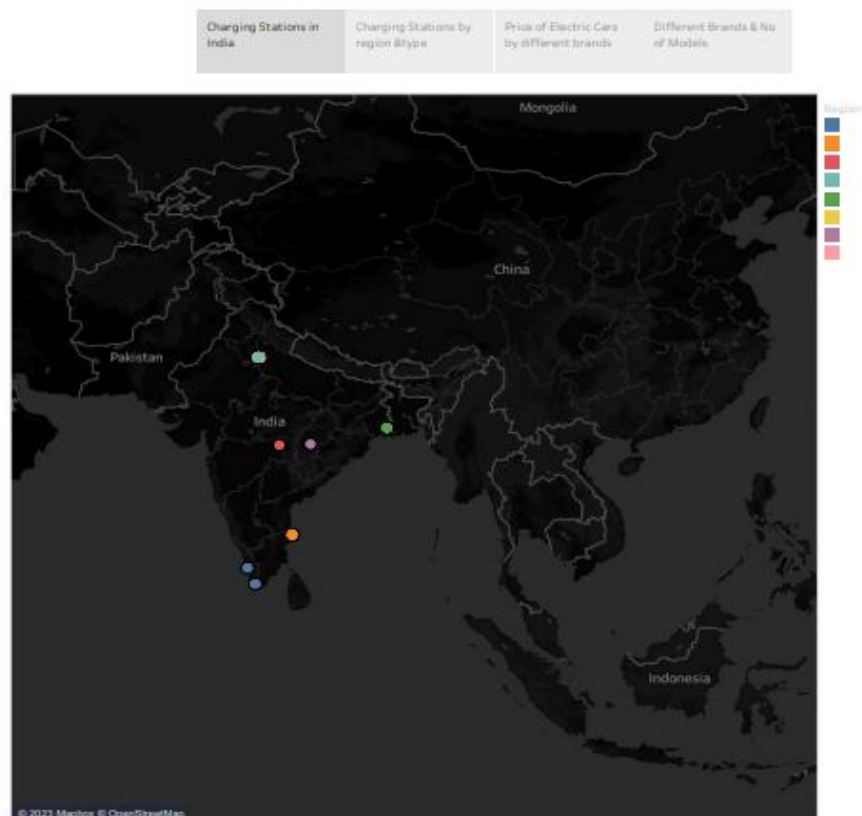 Charging Stations in
India
Charging Stations by
region &type
Price of Electric Cars
by different brands
Different Brands & No
of Models
Region
Mongolia
China
Pakistan
India
Indonesia
© 2023 Mapbox © OpenStreetMap